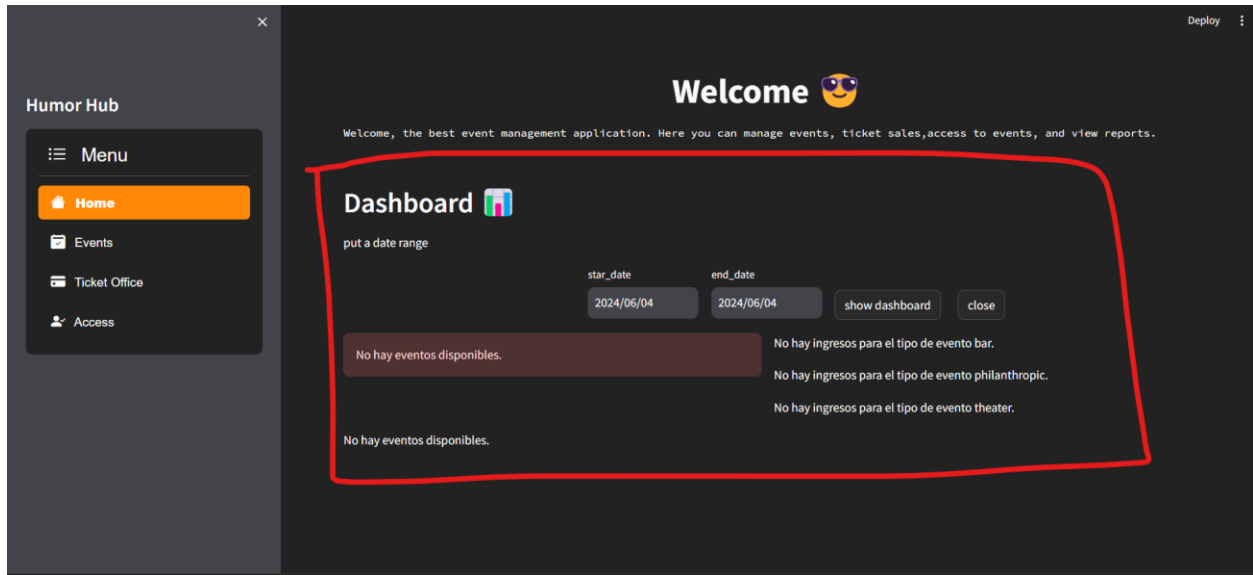 Deploy
Humor Hub
Menu
Home
Events
Ticket Office
Access
Welcome
Welcome, the best event management application. Here you can manage events, ticket sales,access to events, and view reports.
Dashboard
put a date range
star_date end_date
2024/06/04 2024/06/04 show dashboard close
No hay eventos disponibles.
No hay ingresos para el tipo de evento bar.
No hay ingresos para el tipo de evento philanthropic.
No hay ingresos para el tipo de evento theater.
No hay eventos disponibles.